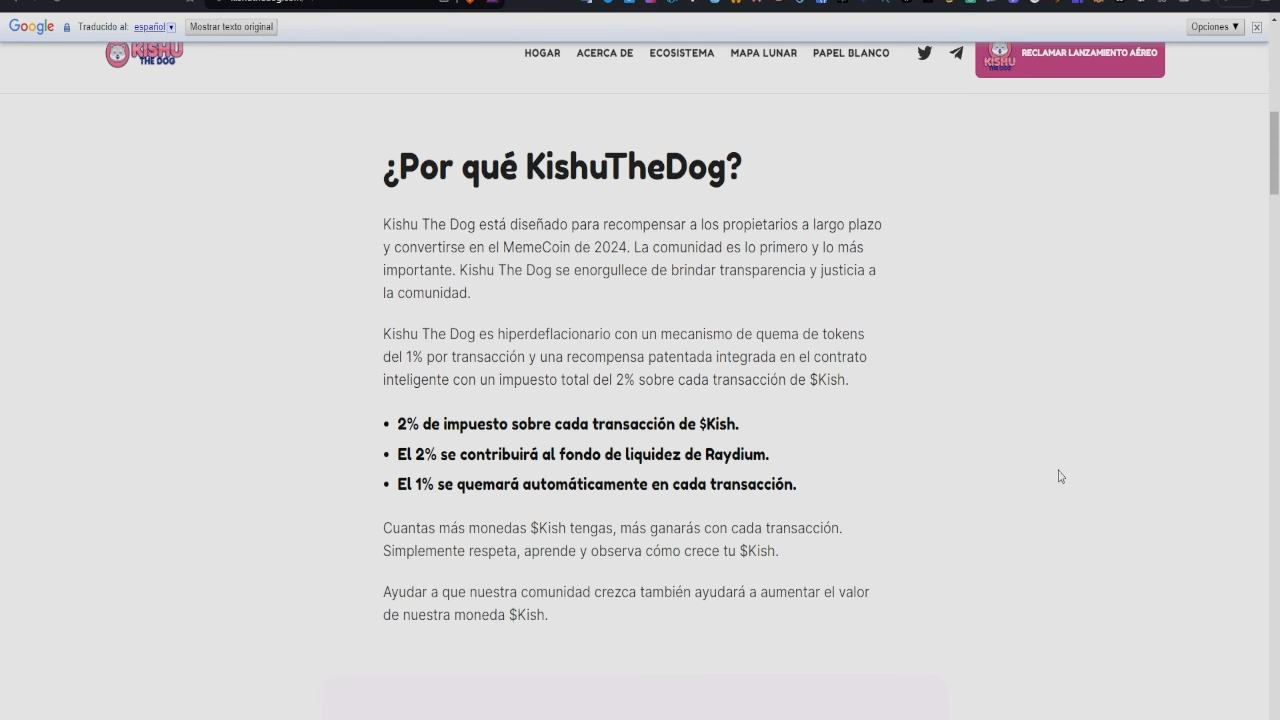 Google Traducido al: español Mostrar texto original Opciones ▼
KISHU
THE DOG
HOGAR ACERCA DE ECOSISTEMA MAPA LUNAR PAPEL BLANCO
KISHU
RECLAMAR LANZAMIENTO AÉREO
¿Por qué KishuTheDog?
Kishu The Dog está diseñado para recompensar a los propietarios a largo plazo
y convertirse en el MemeCoin de 2024. La comunidad es lo primero y lo más
importante. Kishu The Dog se enorgullece de brindar transparencia y justicia a
la comunidad.
Kishu The Dog es hiperdeflacionario con un mecanismo de quema de tokens
del 1% por transacción y una recompensa patentada integrada en el contrato
inteligente con un impuesto total del 2% sobre cada transacción de $Kish.
• 2% de impuesto sobre cada transacción de $Kish.
• El 2% se contribuirá al fondo de liquidez de Raydium.
• El 1% se quemará automáticamente en cada transacción.
Cuantas más monedas $Kish tengas, más ganarás con cada transacción.
Simplemente respeta, aprende y observa cómo crece tu $Kish.
Ayudar a que nuestra comunidad crezca también ayudará a aumentar el valor
de nuestra moneda $Kish.